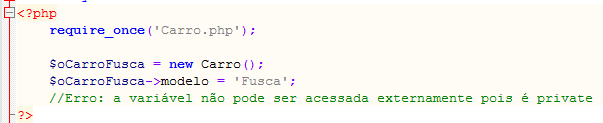 <?php
require_once('Carro.php');
$oCarroFusca = new Carro();
$oCarroFusca->modelo = 'Fusca';
//Erro: a variável não pode ser acessada externamente pois é private
?>